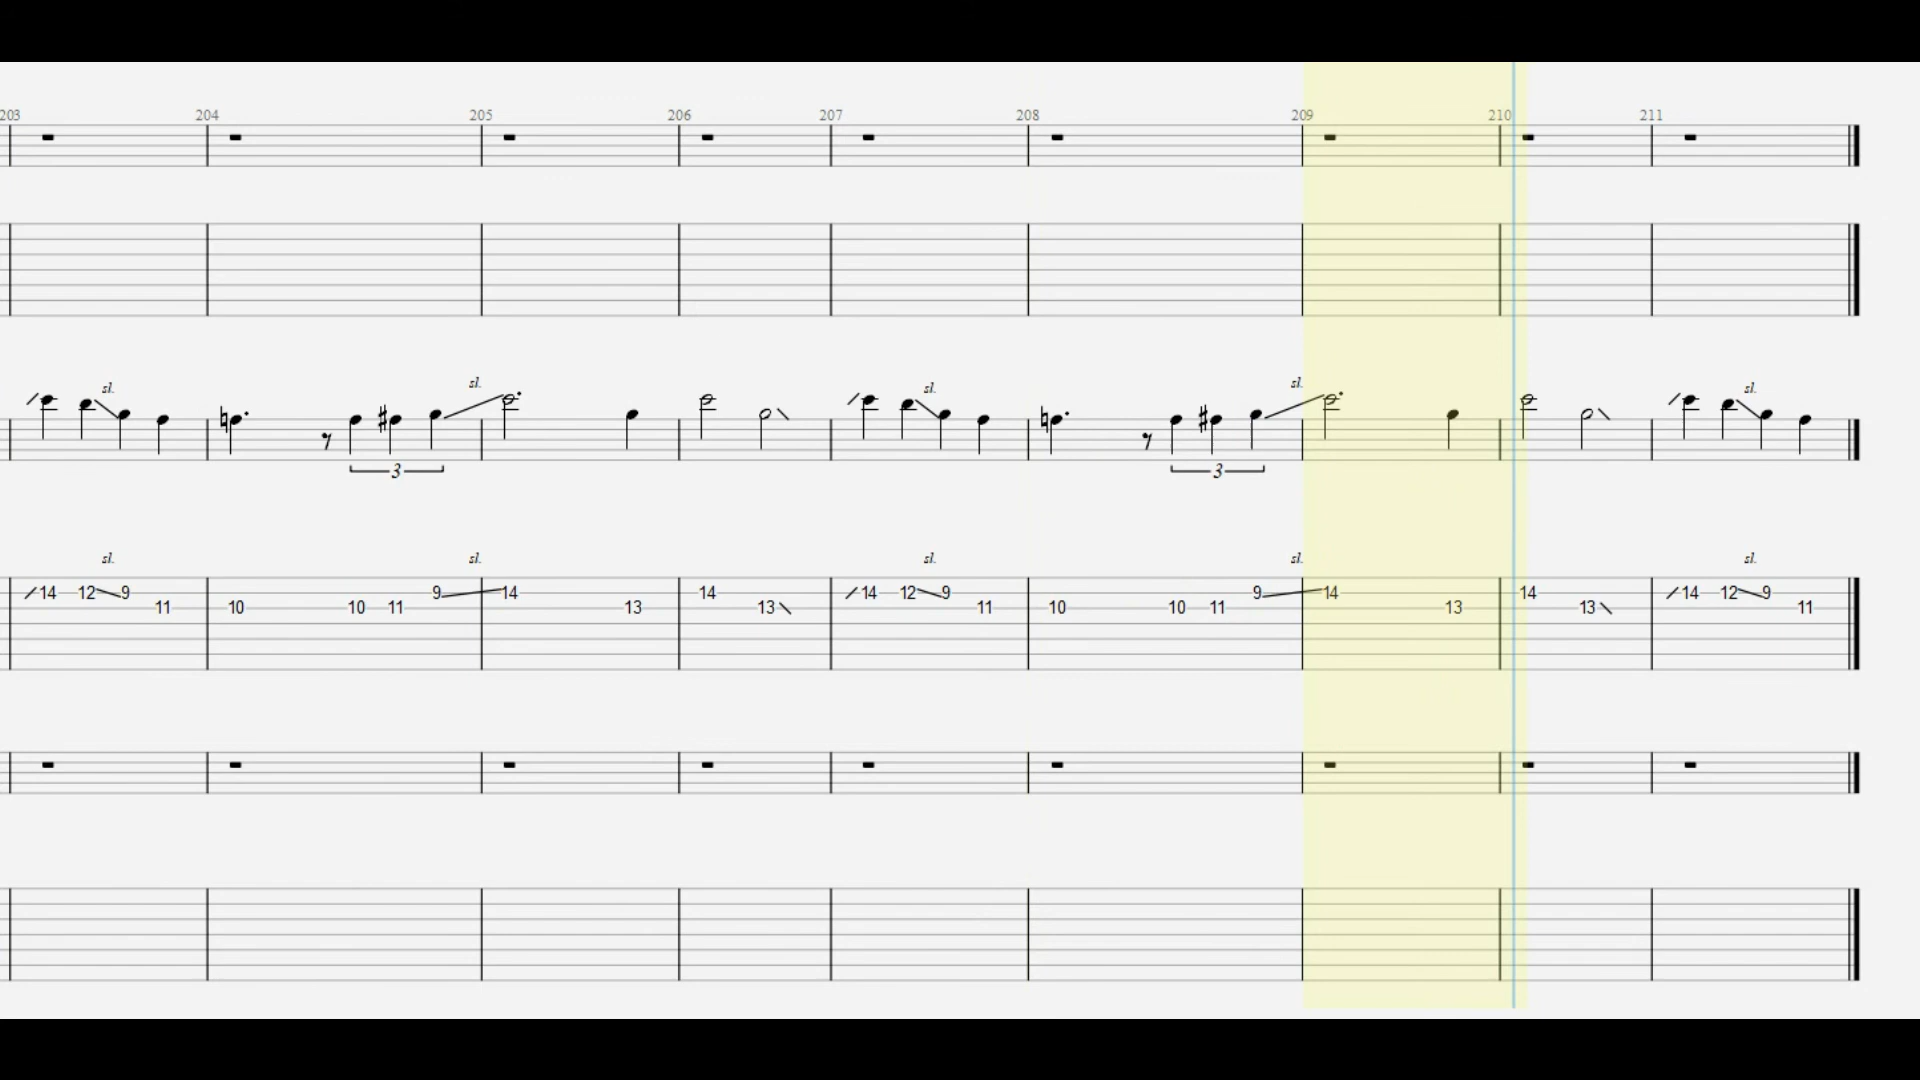 203 204 205 206 207 208 209 210 211
sl. sl. sl. sl. sl.
3 3
sl. sl. sl. sl. sl.
14 12 9 9 14 14 14 12 9 9 14 14 14 12 9
11 10 10 11 13 13 11 10 10 11 13 13 11